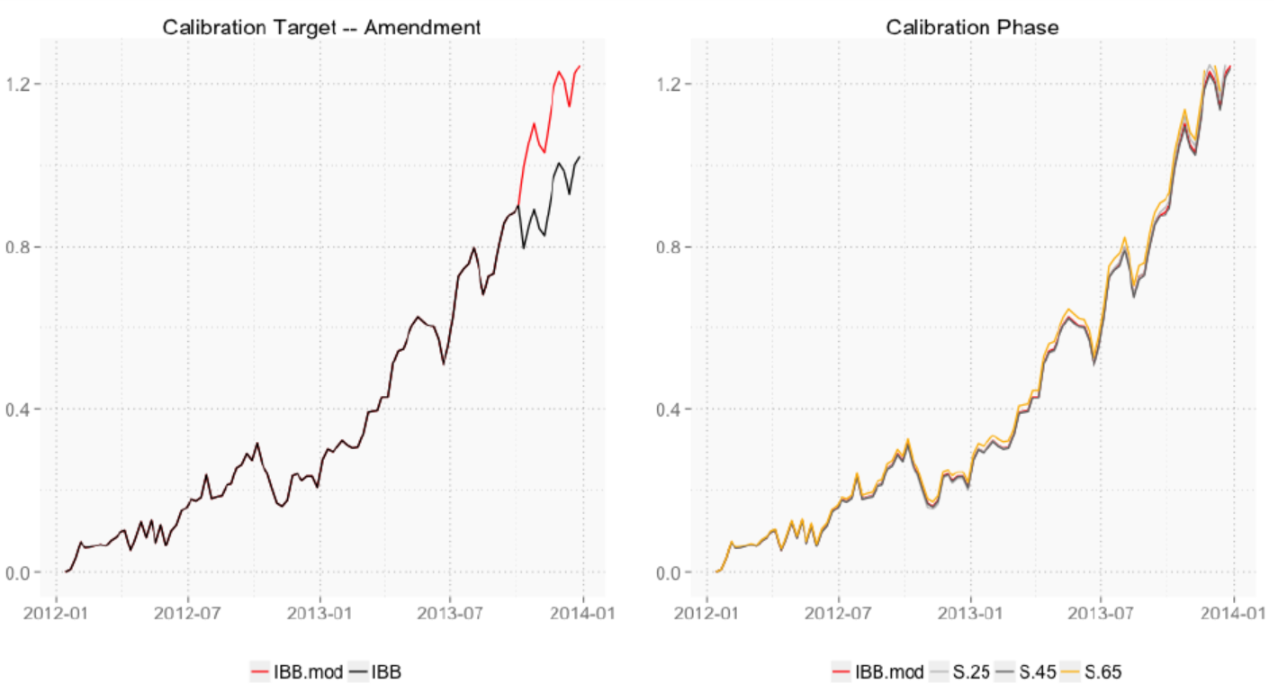 Calibration Target -- Amendment
1.2
0.8
0.4
0.0
2012-01 2012-07 2013-01 2013-07 2014-01
IBB.mod IBB
Calibration Phase
1.2
0.8
0.4
0.0
2012-01 2012-07 2013-01 2013-07 2014-01
IBB.mod S.25 S.45 S.65